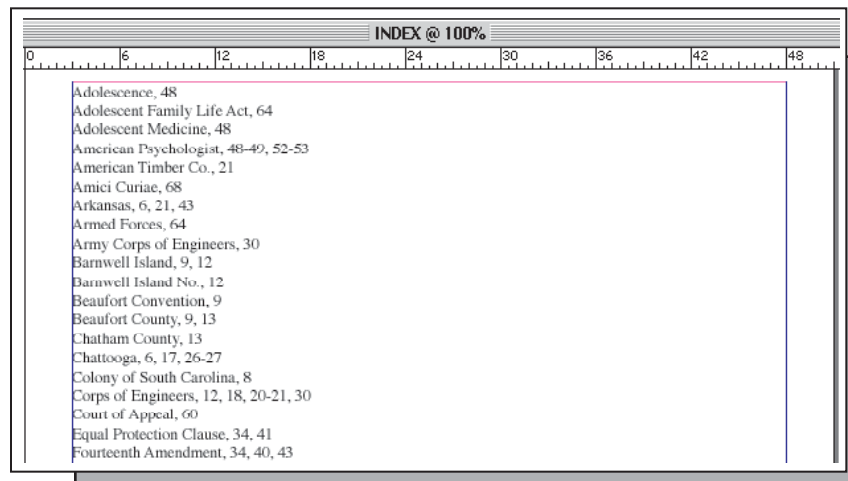 INDEX @ 100%
0 6 12 18 24 30 36 42 48
Adolescence, 48
Adolescent Family Life Act, 64
Adolescent Medicine, 48
American Psychologist, 48-49, 52-53
American Timber Co., 21
Amici Curiae, 68
Arkansas, 6, 21, 43
Armed Forces, 64
Army Corps of Engineers, 30
Barnwell Island, 9, 12
Barnwell Island No., 12
Beaufort Convention, 9
Beaufort County, 9, 13
Chatham County, 13
Chattooga, 6, 17, 26-27
Colony of South Carolina, 8
Corps of Engineers, 12, 18, 20-21, 30
Court of Appeal, 60
Equal Protection Clause, 34, 41
Fourteenth Amendment, 34, 40, 43